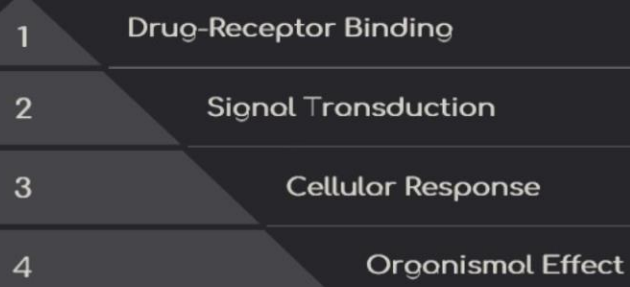 1 Drug-Receptor Binding
2 Signal Transduction
3 Cellular Response
4 Organismal Effect